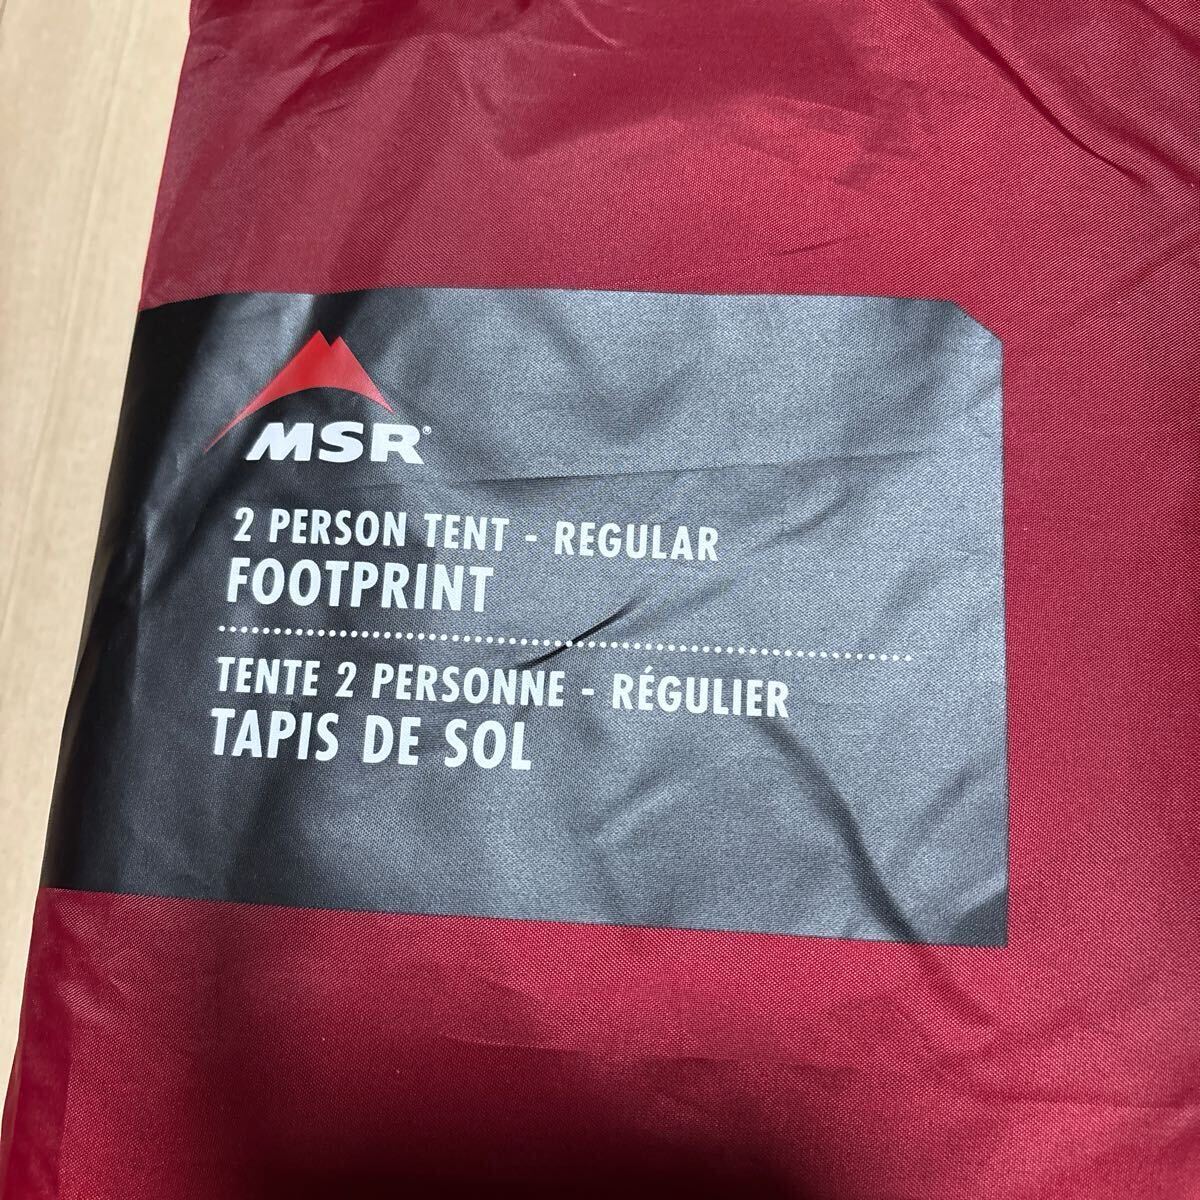 MSR®
2 PERSON TENT - REGULAR
FOOTPRINT
TENTE 2 PERSONNE - RÉGULIER
TAPIS DE SOL